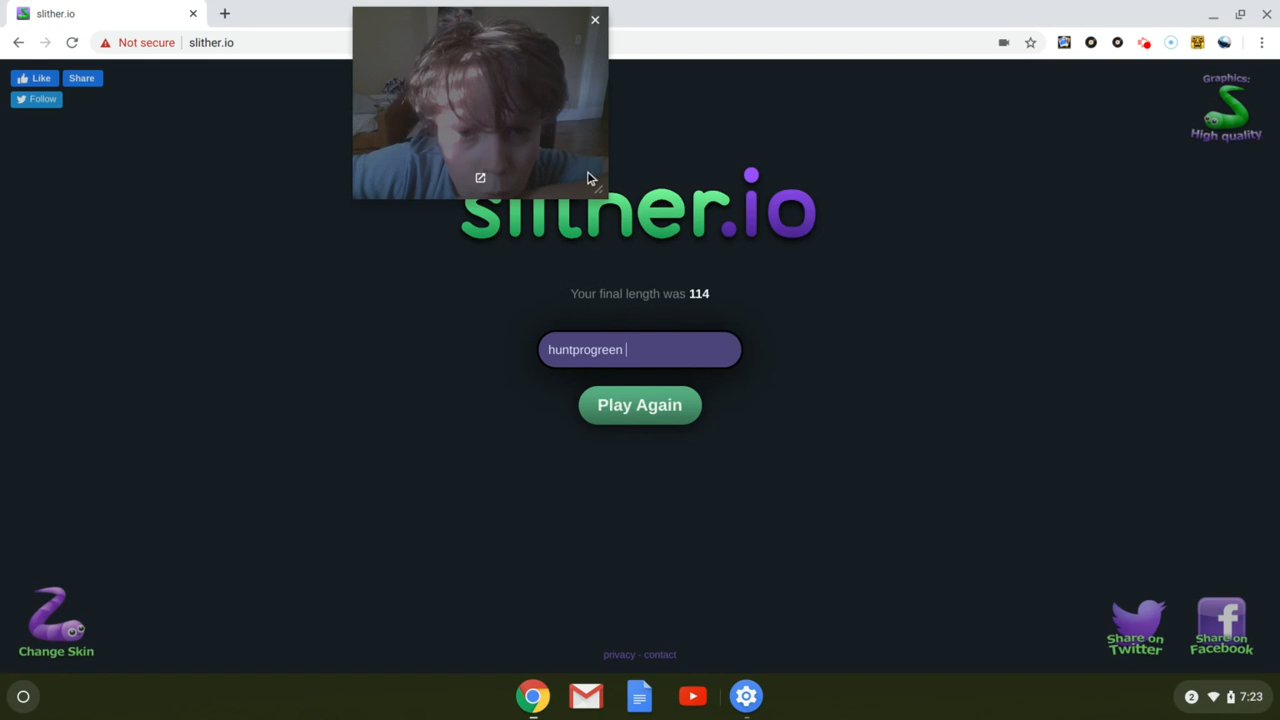 slither.io
Not secure
slither.io
Like
Share
Follow
Graphics:
High quality
slither.io
Your final length was 114
huntprogreen
Play Again
Change Skin
privacy - contact
Share on
Twitter
Share on
Facebook
2
7:23